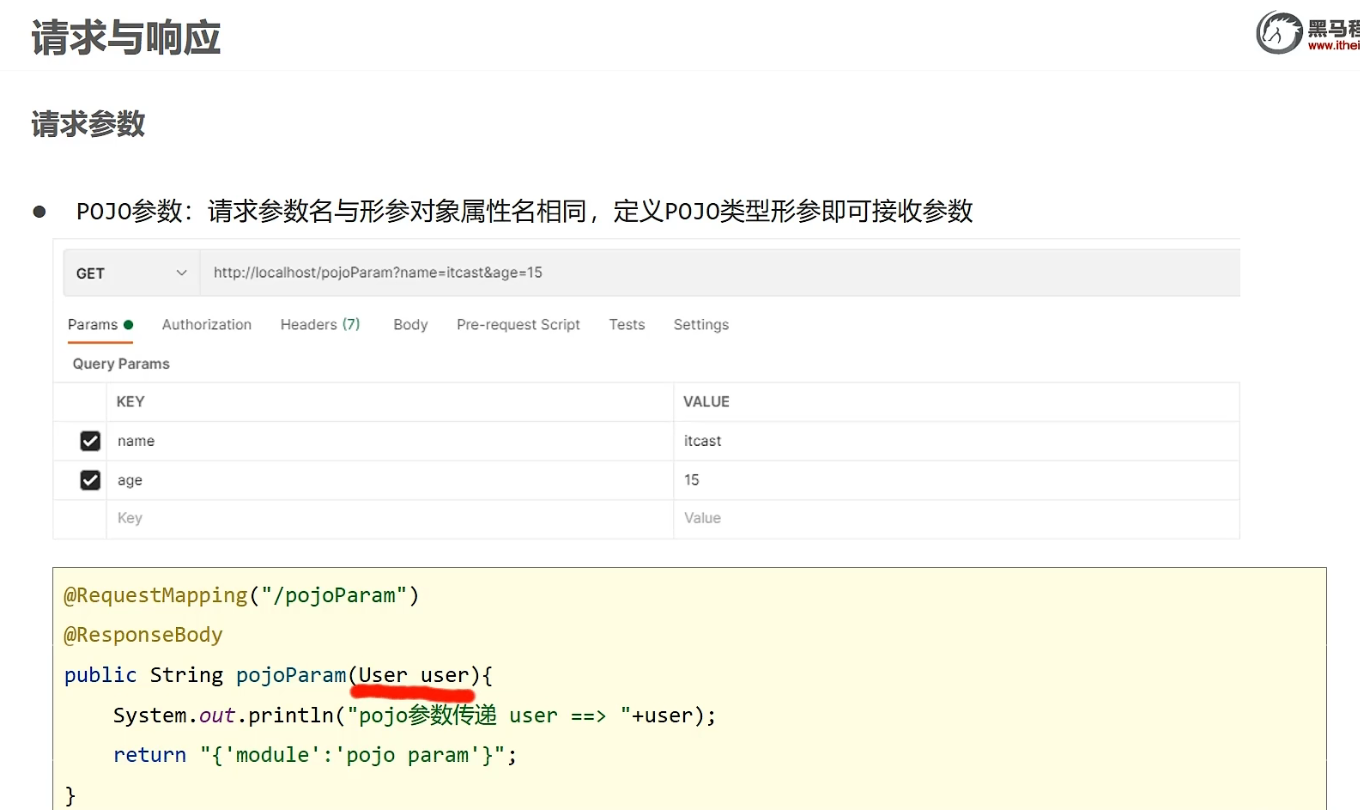 请求与响应
黑马程
www.ithei
请求参数
● POJO参数：请求参数名与形参对象属性名相同，定义POJO类型形参即可接收参数
GET http://localhost/pojoParam?name=itcast&age=15
Params Authorization Headers (7) Body Pre-request Script Tests Settings
Query Params
KEY VALUE
name itcast
age 15
Key Value
@RequestMapping("/pojoParam")
@ResponseBody
public String pojoParam(User user){
System.out.println("pojo参数传递 user ==> "+user);
return "{'module':'pojo param'}";
}